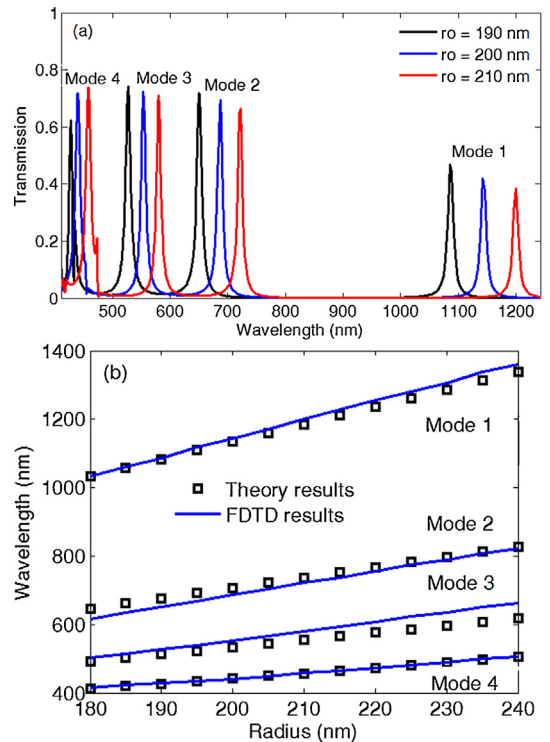 (a)
ro = 190 nm
ro = 200 nm
ro = 210 nm
Mode 4
Mode 3
Mode 2
Mode 1
Transmission
1
0.8
0.6
0.4
0.2
0
500 600 700 800 900 1000 1100 1200
Wavelength (nm)
(b)
Mode 1
Theory results
FDTD results
Mode 2
Mode 3
Mode 4
Wavelength (nm)
1400
1200
1000
800
600
400
180 190 200 210 220 230 240
Radius (nm)